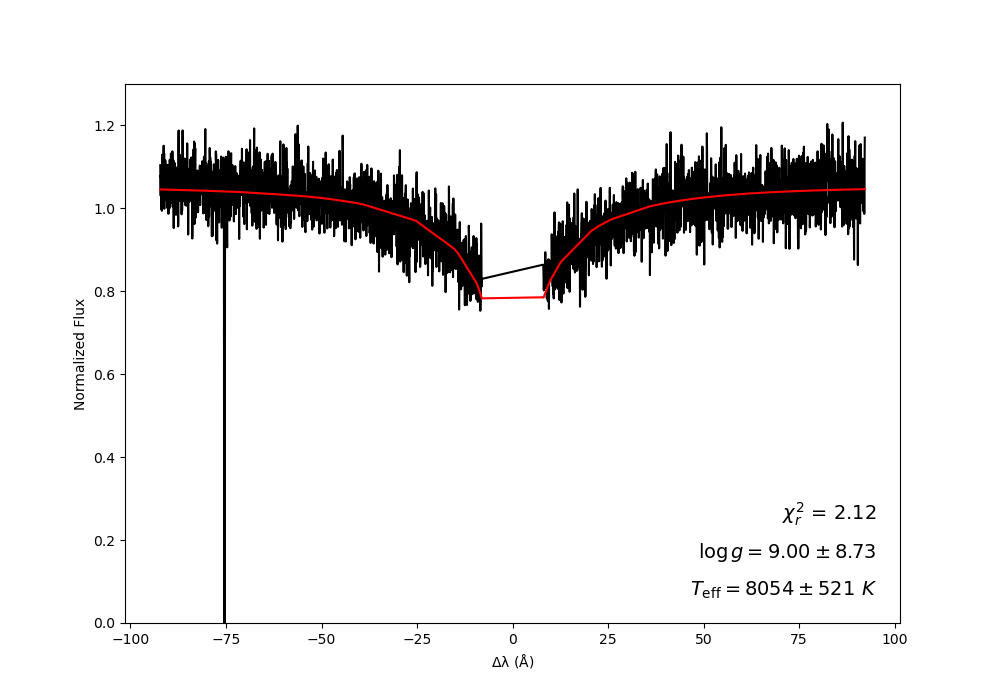 1.2
1.0
0.8
0.6
0.4
0.2
0.0
Normalized Flux
χ²ᵣ = 2.12
log g = 9.00 ± 8.73
T_eff = 8054 ± 521 K
−100 −75 −50 −25 0 25 50 75 100
Δλ (Å)